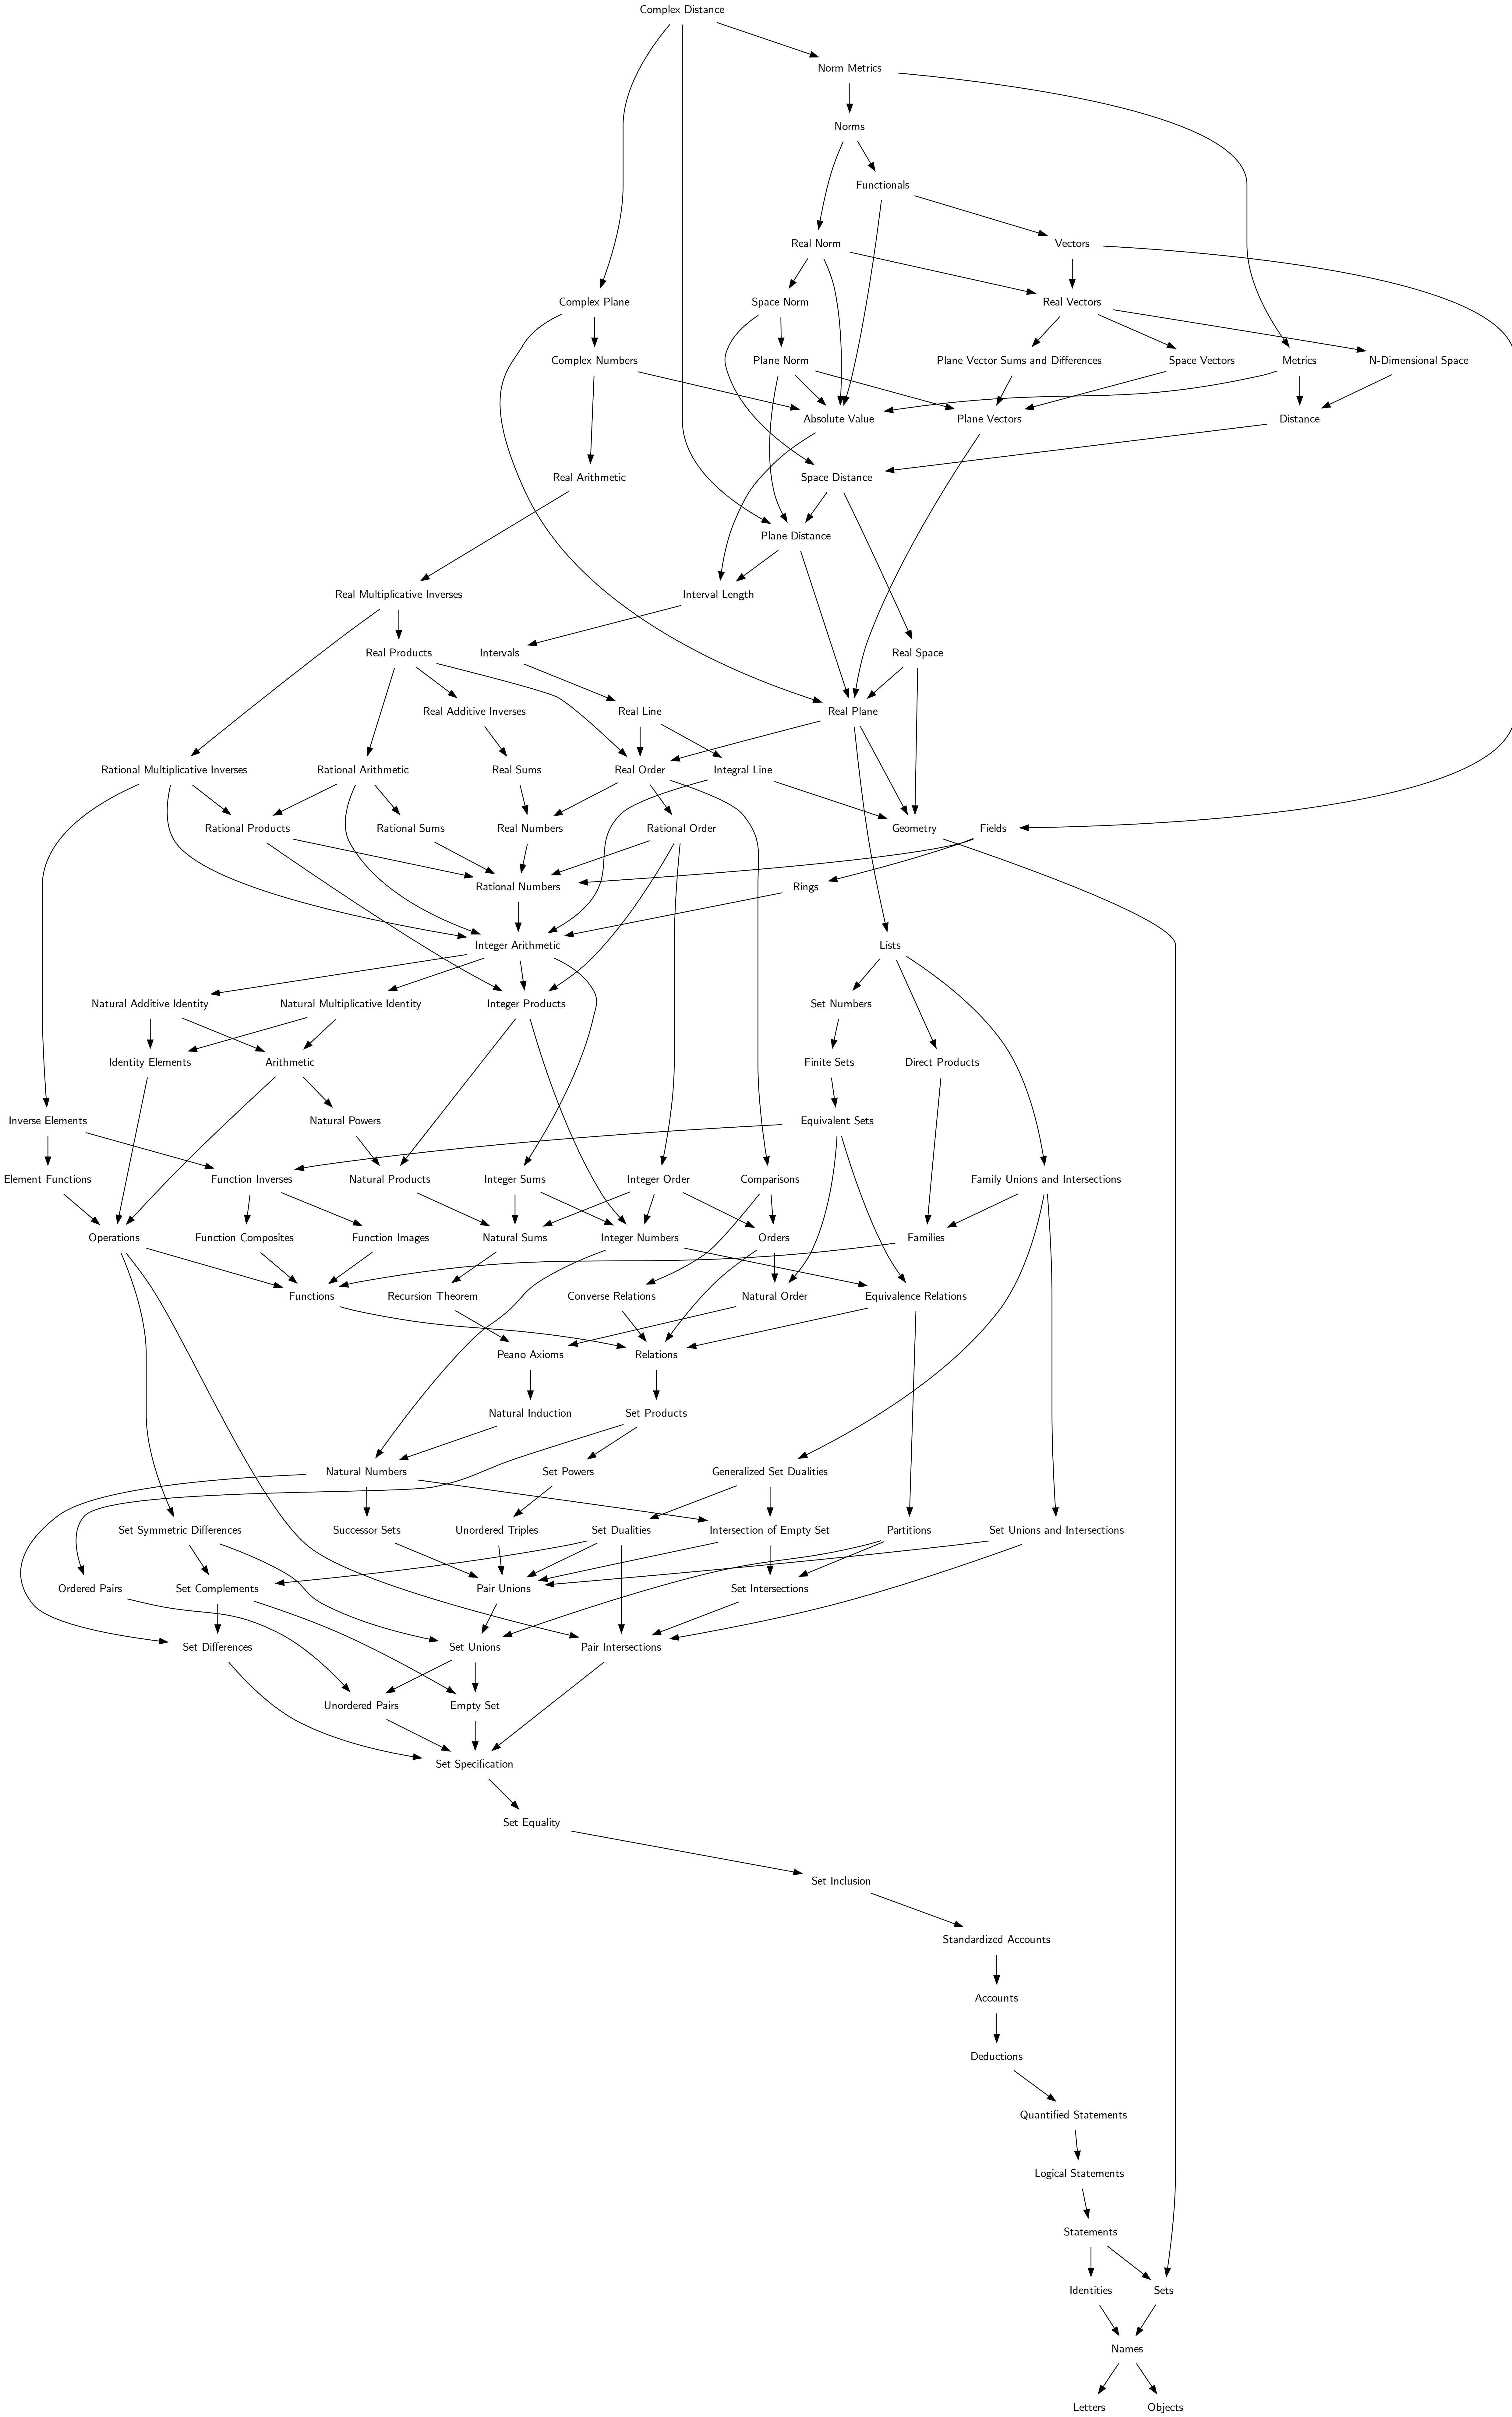 Complex Distance
Norm Metrics
Norms
Functionals
Real Norm
Vectors
Complex Plane
Space Norm
Real Vectors
Complex Numbers
Plane Norm
Plane Vector Sums and Differences
Space Vectors
Metrics
N-Dimensional Space
Absolute Value
Plane Vectors
Distance
Real Arithmetic
Space Distance
Plane Distance
Real Multiplicative Inverses
Interval Length
Real Products
Intervals
Real Space
Real Additive Inverses
Real Line
Real Plane
Rational Multiplicative Inverses
Rational Arithmetic
Real Sums
Real Order
Integral Line
Rational Products
Rational Sums
Real Numbers
Rational Order
Geometry
Fields
Rational Numbers
Rings
Integer Arithmetic
Lists
Natural Additive Identity
Natural Multiplicative Identity
Integer Products
Set Numbers
Identity Elements
Arithmetic
Finite Sets
Direct Products
Inverse Elements
Natural Powers
Equivalent Sets
Element Functions
Function Inverses
Natural Products
Integer Sums
Integer Order
Comparisons
Family Unions and Intersections
Operations
Function Composites
Function Images
Natural Sums
Integer Numbers
Orders
Families
Functions
Recursion Theorem
Converse Relations
Natural Order
Equivalence Relations
Peano Axioms
Relations
Natural Induction
Set Products
Natural Numbers
Set Powers
Generalized Set Dualities
Set Symmetric Differences
Successor Sets
Unordered Triples
Set Dualities
Intersection of Empty Set
Partitions
Set Unions and Intersections
Ordered Pairs
Set Complements
Pair Unions
Set Intersections
Set Differences
Set Unions
Pair Intersections
Unordered Pairs
Empty Set
Set Specification
Set Equality
Set Inclusion
Standardized Accounts
Accounts
Deductions
Quantified Statements
Logical Statements
Statements
Identities
Sets
Names
Letters
Objects